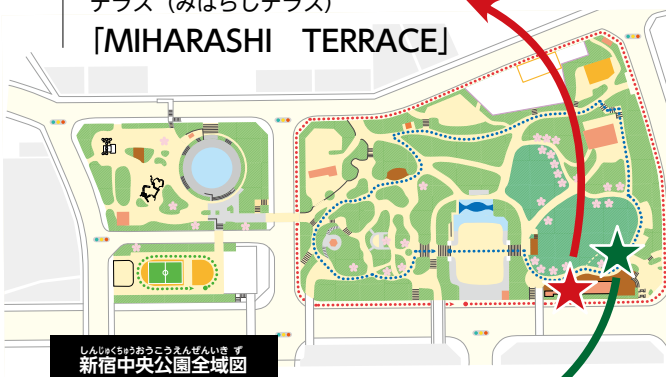 テラス（みはらしテラス）
「MIHARASHI　TERRACE」
しんじゅくちゅうおうこうえんぜんいき ず
新宿中央公園全域図